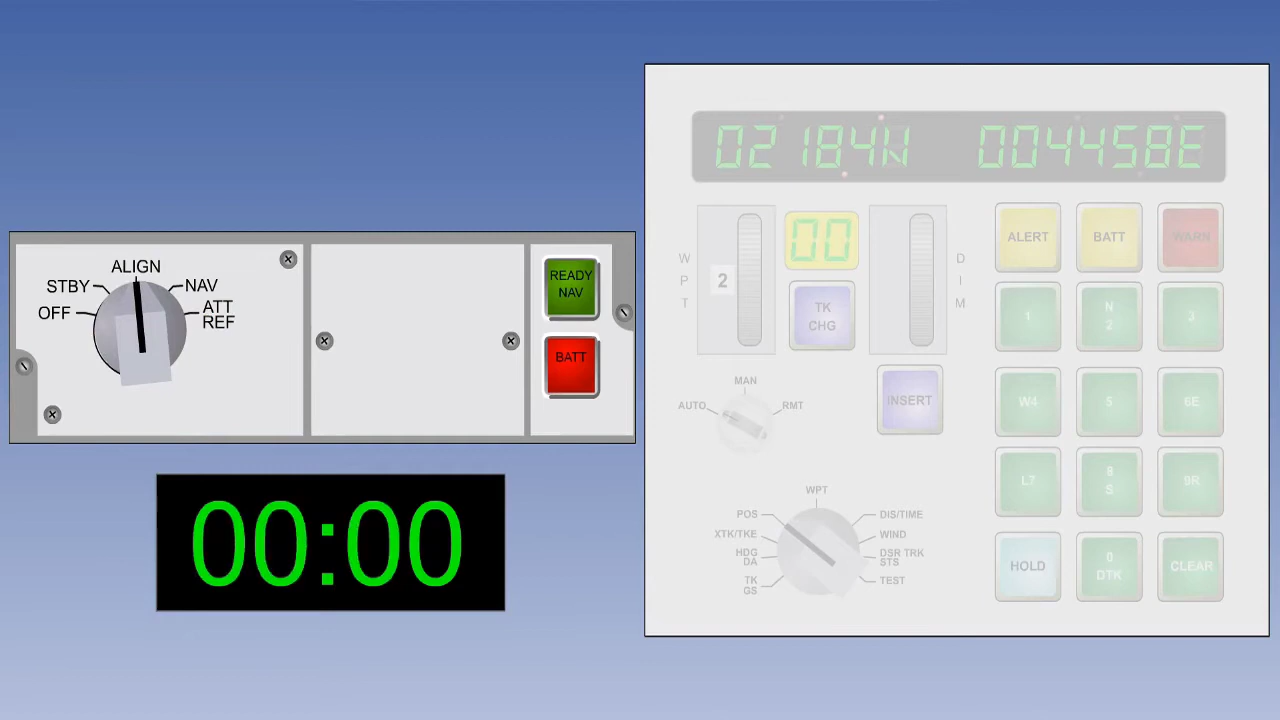 ALIGN
STBY
NAV
OFF
ATT
REF
READY
NAV
BATT
00:00
02184N 004458E
W
P
T
2
00
TK
CHG
D
I
M
ALERT
BATT
WARN
1
N
2
3
MAN
AUTO
RMT
INSERT
W4
5
6E
L7
8
S
9R
WPT
POS
DIS/TIME
XTK/TKE
WIND
HDG
DA
DSR TRK
STS
TK
GS
TEST
HOLD
0
DTK
CLEAR